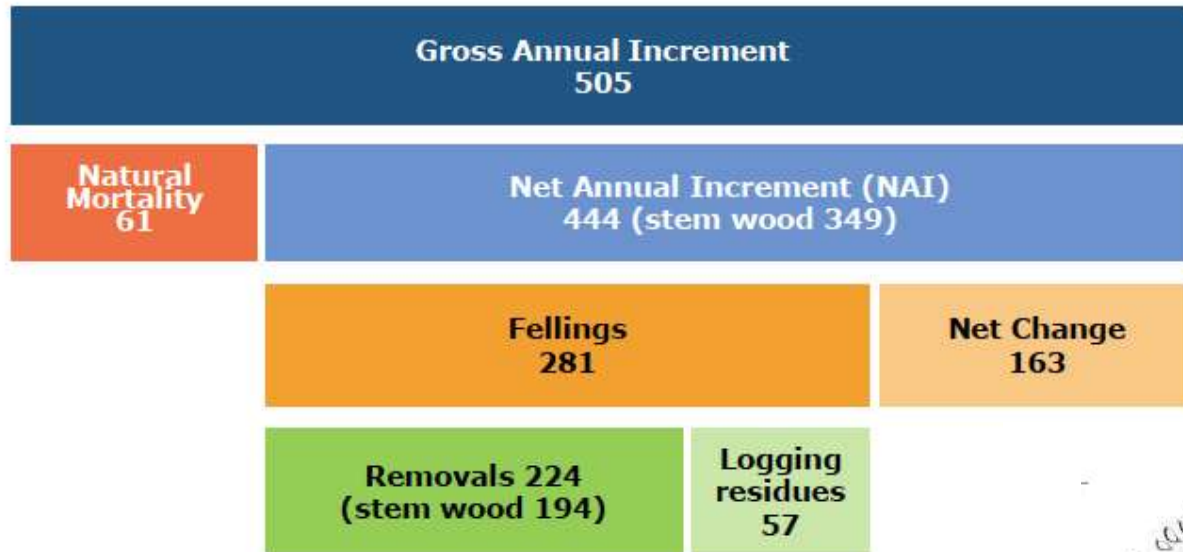 Gross Annual Increment
505
Natural
Mortality
61
Net Annual Increment (NAI)
444 (stem wood 349)
Fellings
281
Net Change
163
Removals 224
(stem wood 194)
Logging
residues
57